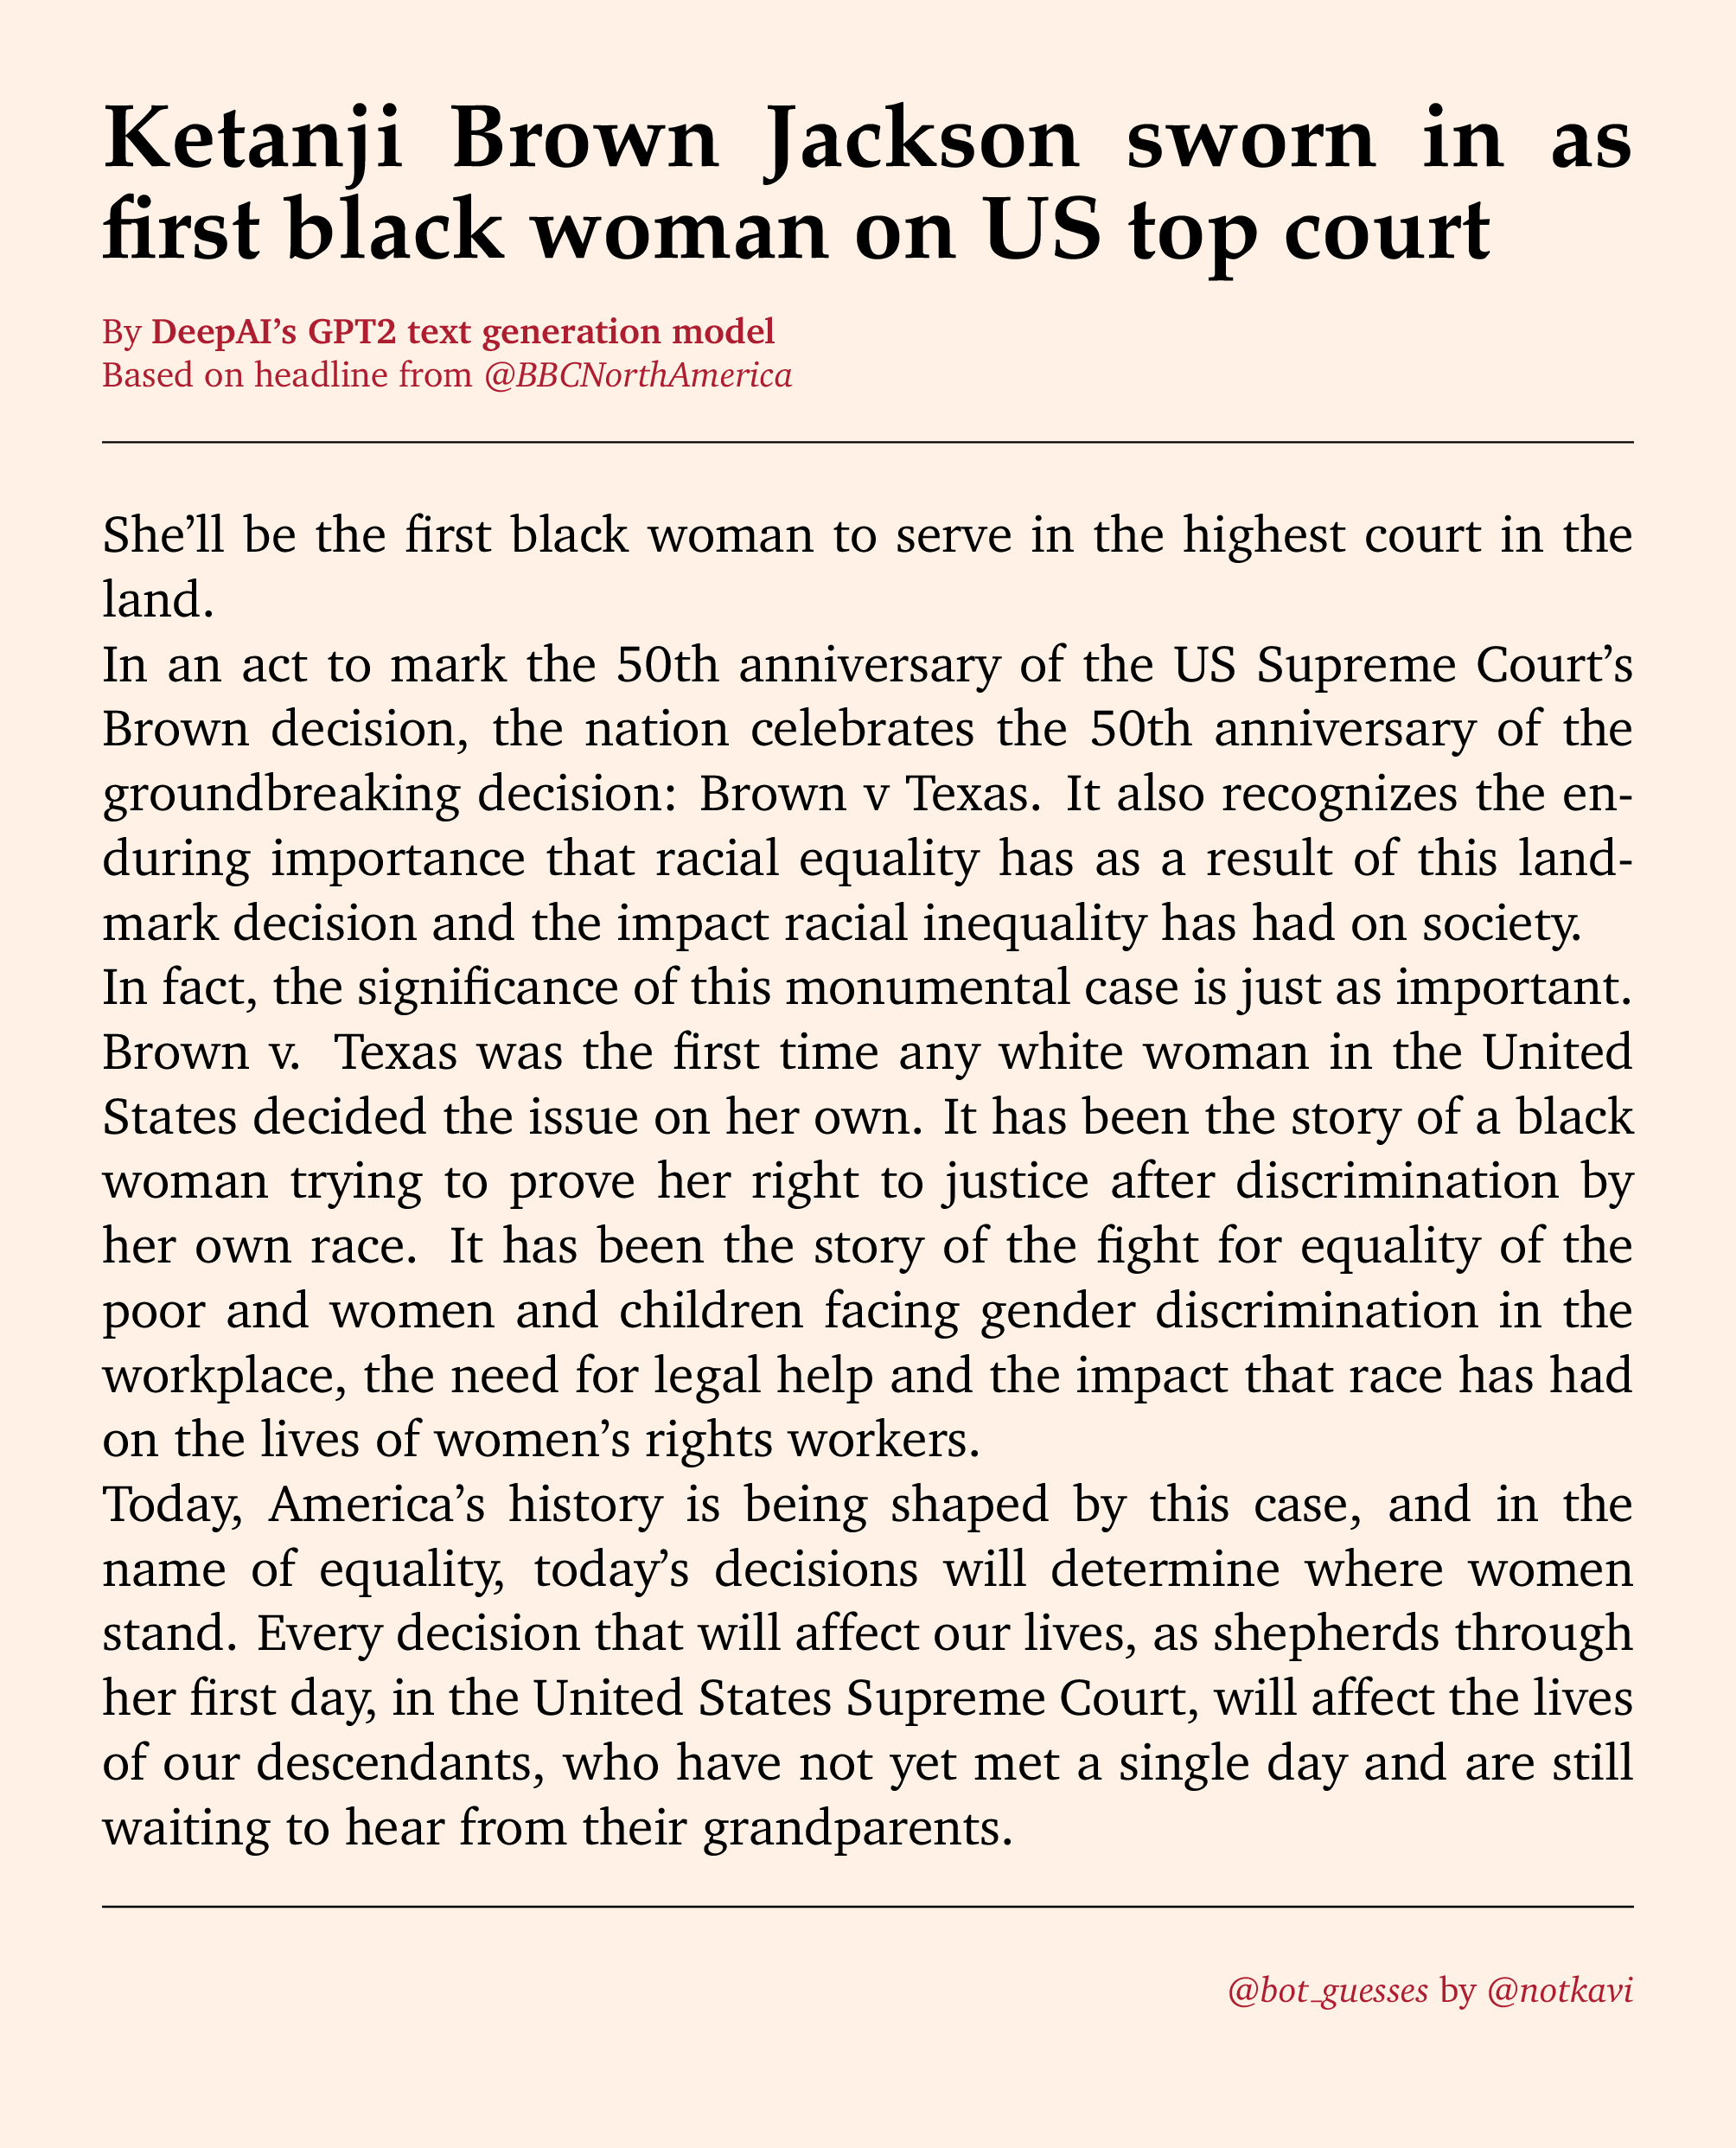 Ketanji Brown Jackson sworn in as
first black woman on US top court
By DeepAI’s GPT2 text generation model
Based on headline from @BBCNorthAmerica
She’ll be the first black woman to serve in the highest court in the
land.
In an act to mark the 50th anniversary of the US Supreme Court’s
Brown decision, the nation celebrates the 50th anniversary of the
groundbreaking decision: Brown v Texas. It also recognizes the en-
during importance that racial equality has as a result of this land-
mark decision and the impact racial inequality has had on society.
In fact, the significance of this monumental case is just as important.
Brown v. Texas was the first time any white woman in the United
States decided the issue on her own. It has been the story of a black
woman trying to prove her right to justice after discrimination by
her own race. It has been the story of the fight for equality of the
poor and women and children facing gender discrimination in the
workplace, the need for legal help and the impact that race has had
on the lives of women’s rights workers.
Today, America’s history is being shaped by this case, and in the
name of equality, today’s decisions will determine where women
stand. Every decision that will affect our lives, as shepherds through
her first day, in the United States Supreme Court, will affect the lives
of our descendants, who have not yet met a single day and are still
waiting to hear from their grandparents.
@bot_guesses by @notkavi